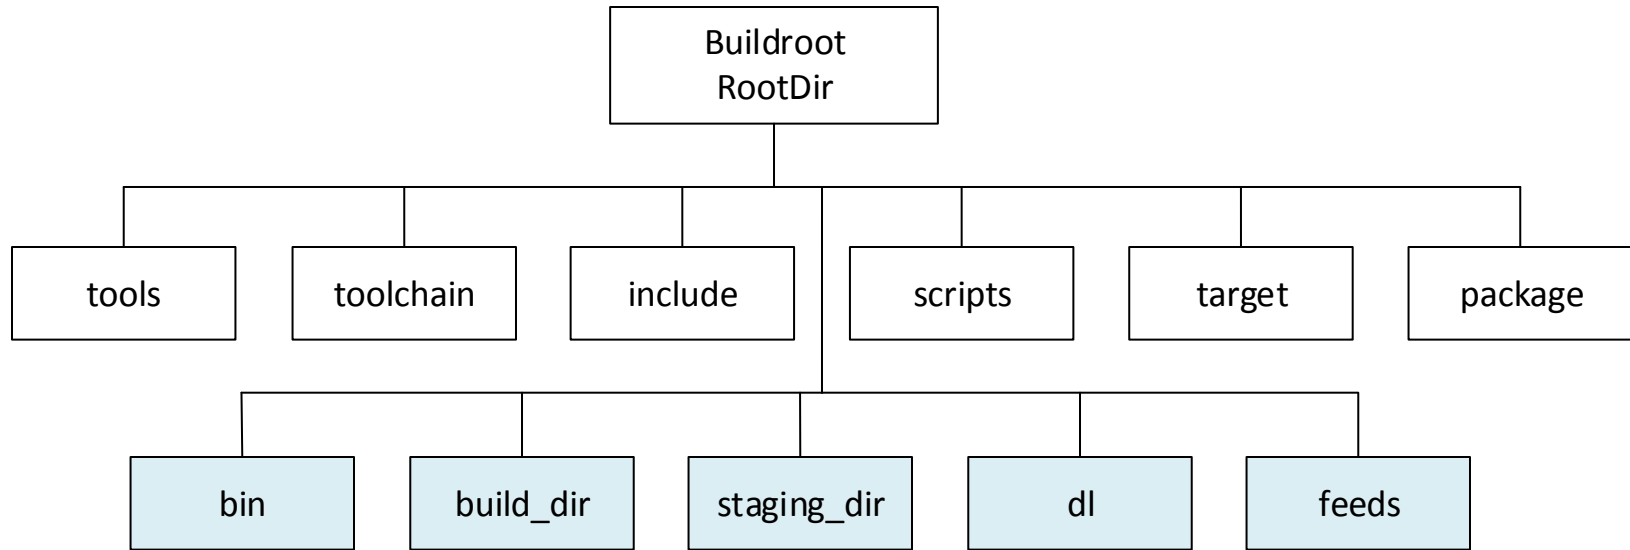 Buildroot
RootDir
tools
toolchain
include
scripts
target
package
bin
build_dir
staging_dir
dl
feeds